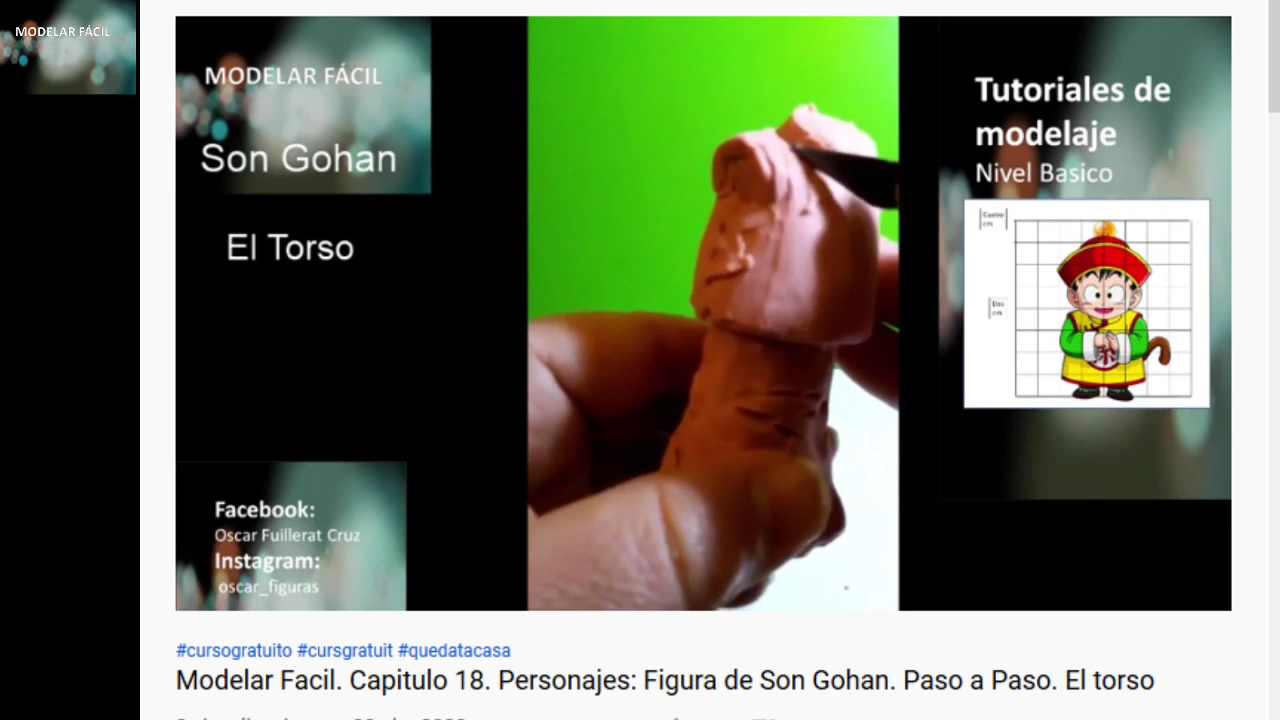 MODELAR FÁCIL
MODELAR FÁCIL
Son Gohan
El Torso
Tutoriales de
modelaje
Nivel Basico
Facebook:
Oscar Fuillerat Cruz
Instagram:
oscar_figuras
#cursogratuito #cursgratuit #quedatacasa
Modelar Facil. Capitulo 18. Personajes: Figura de Son Gohan. Paso a Paso. El torso